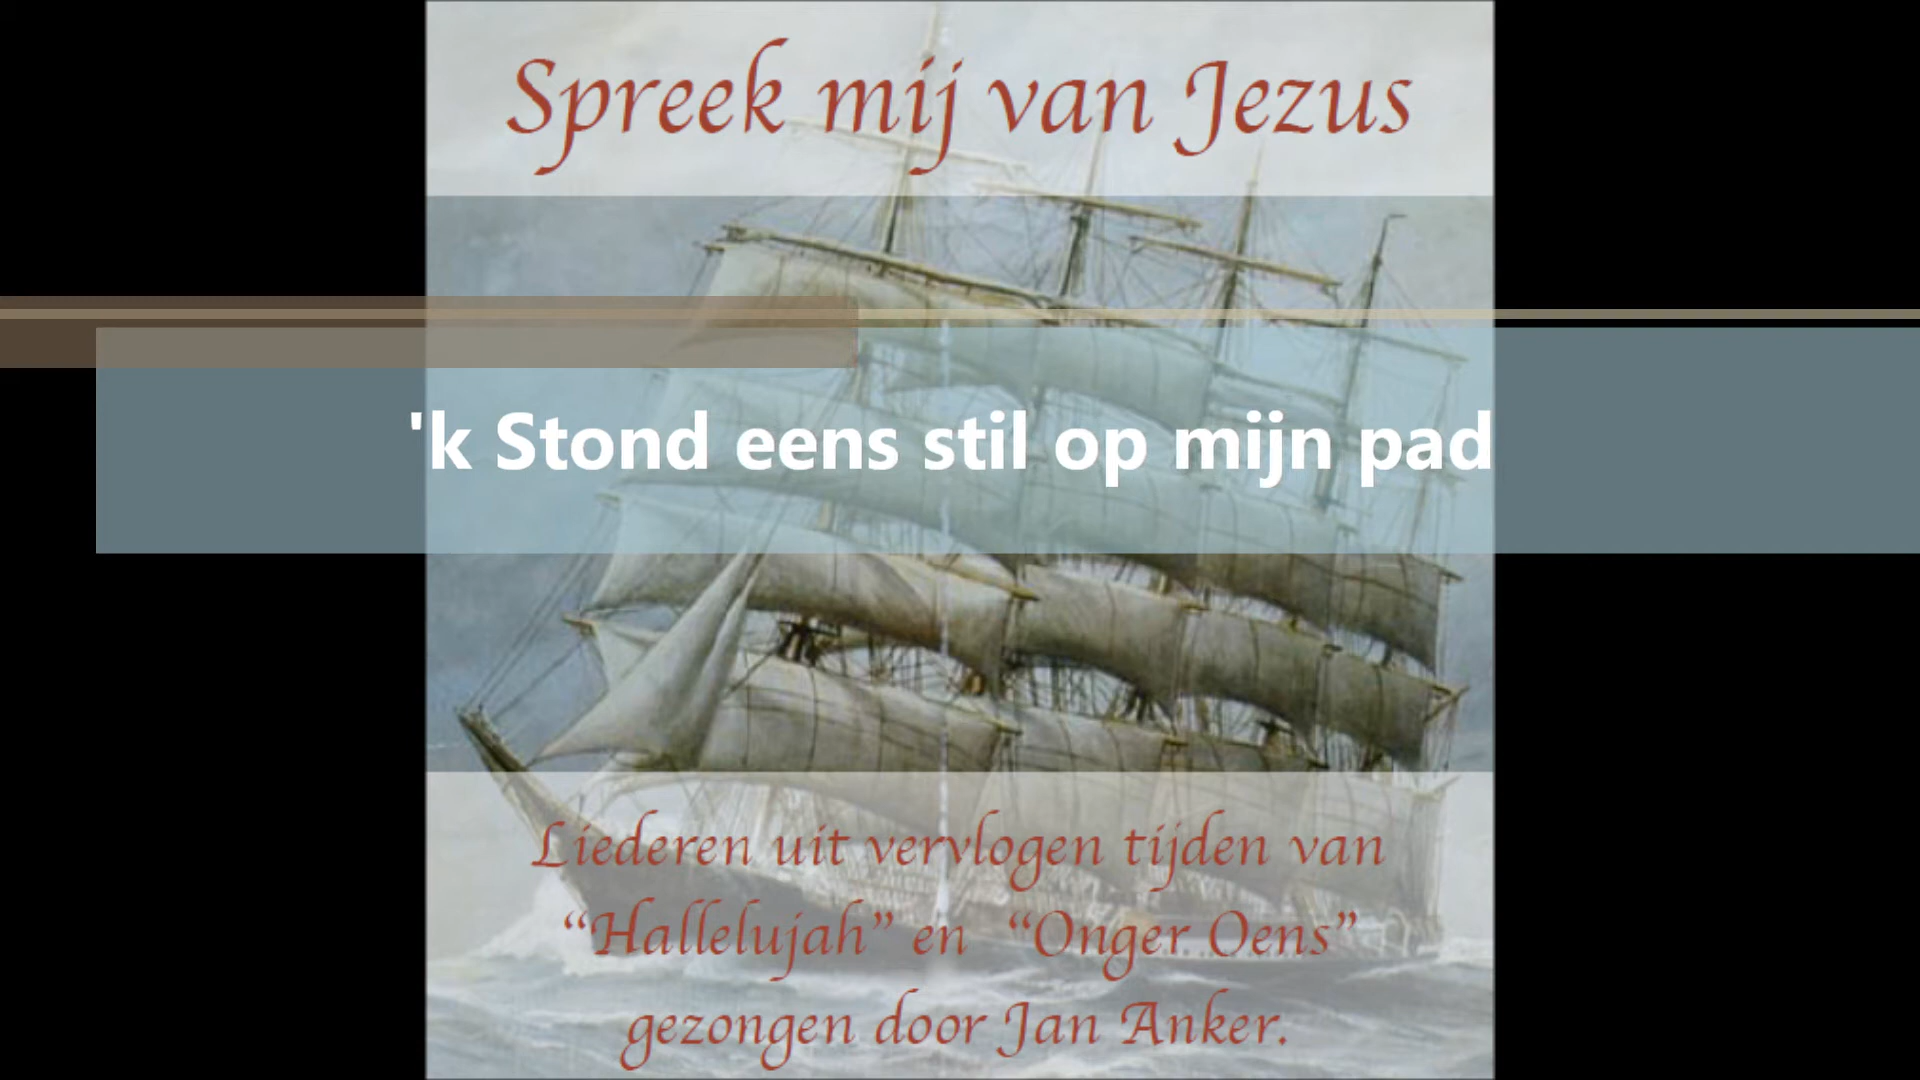 Spreek mij van Jezus
'k Stond eens stil op mijn pad
Liederen uit vervlogen tijden van
“Hallelujah” en “Onger Oens”
gezongen door Jan Anker.